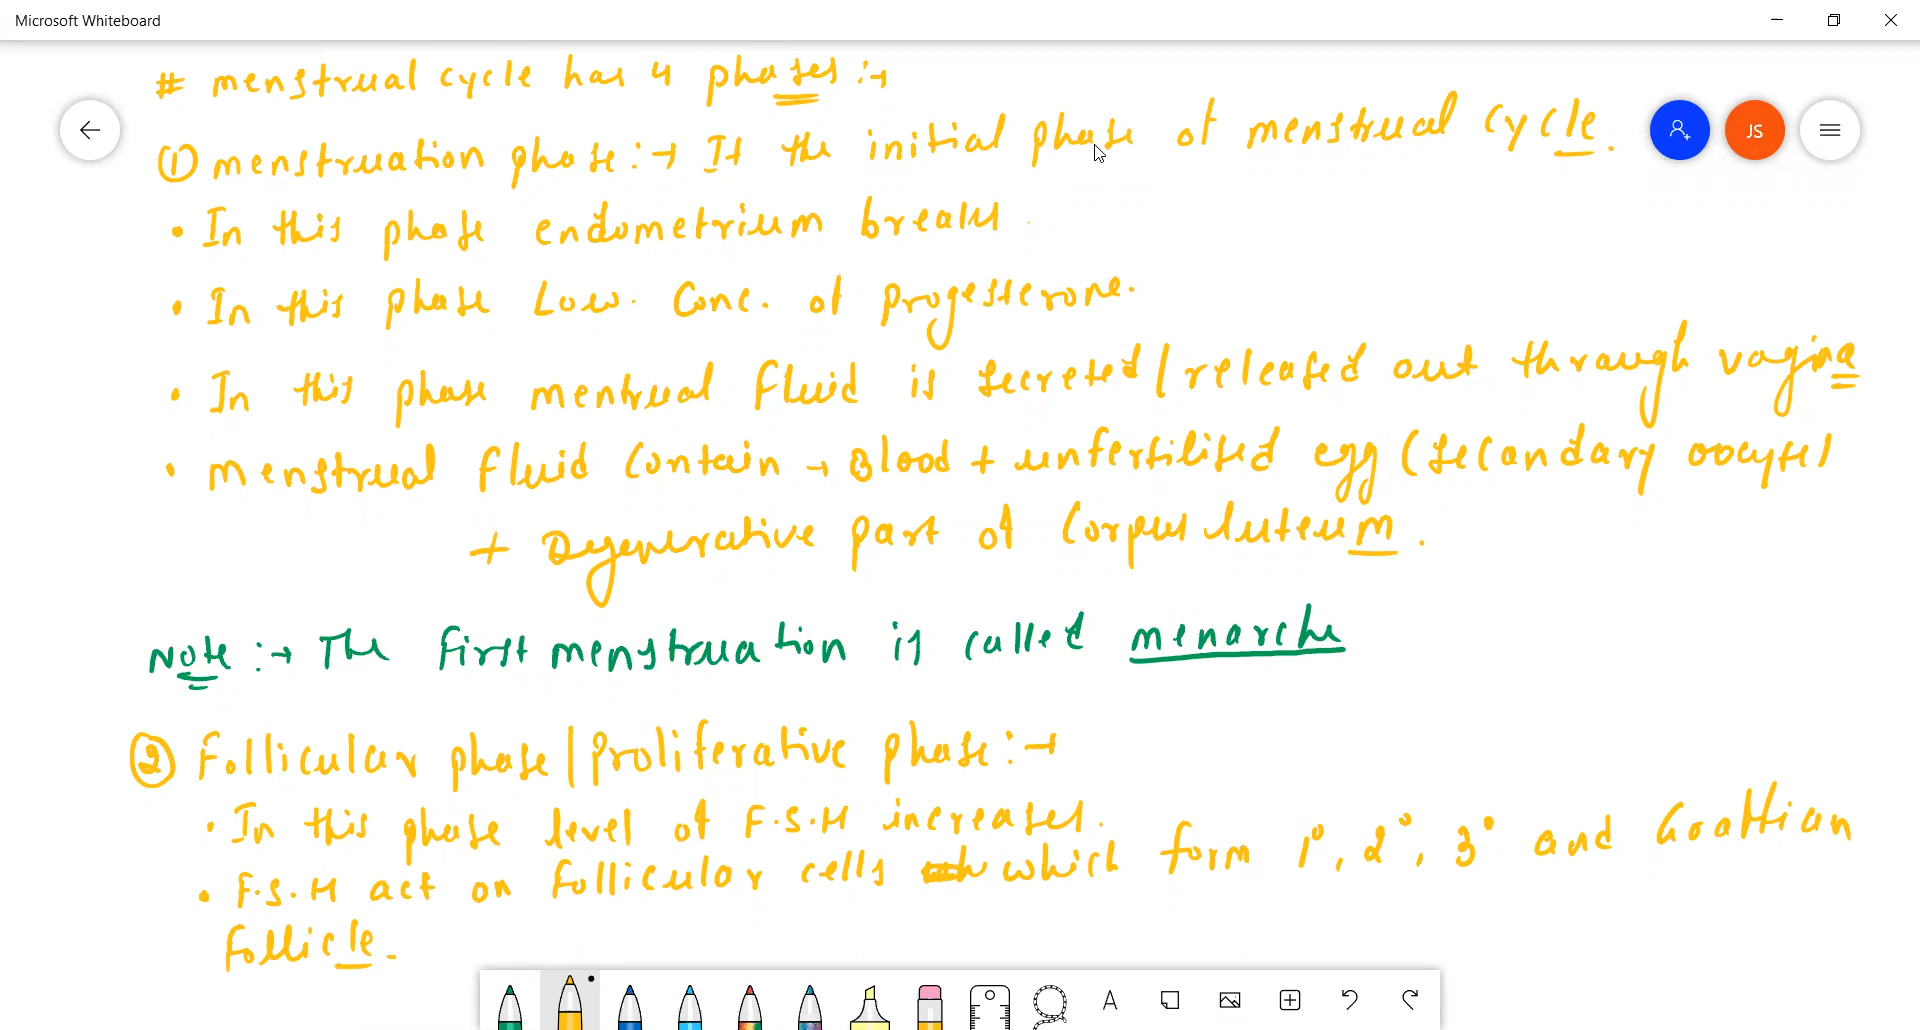 Microsoft Whiteboard
# menstrual cycle has 4 phases :→
JS
① menstruation phase :→ It the initial phase of menstrual cycle.
• In this phase endometrium breaks
• In this phase Low. Conc. of progesterone.
• In this phase mentrual fluid is secreted / released out through vagina
• menstrual fluid contain → Blood + unfertilised egg (secondary oocyte)
+ Degenerative part of corpus luteum.
Note :→ The first menstruation is called menarche
② Follicular phase / proliferative phase :→
• In this phase level of F.S.H increases.
• F.S.H act on follicular cells which form 1°, 2°, 3° and Graffian
follicle.
A